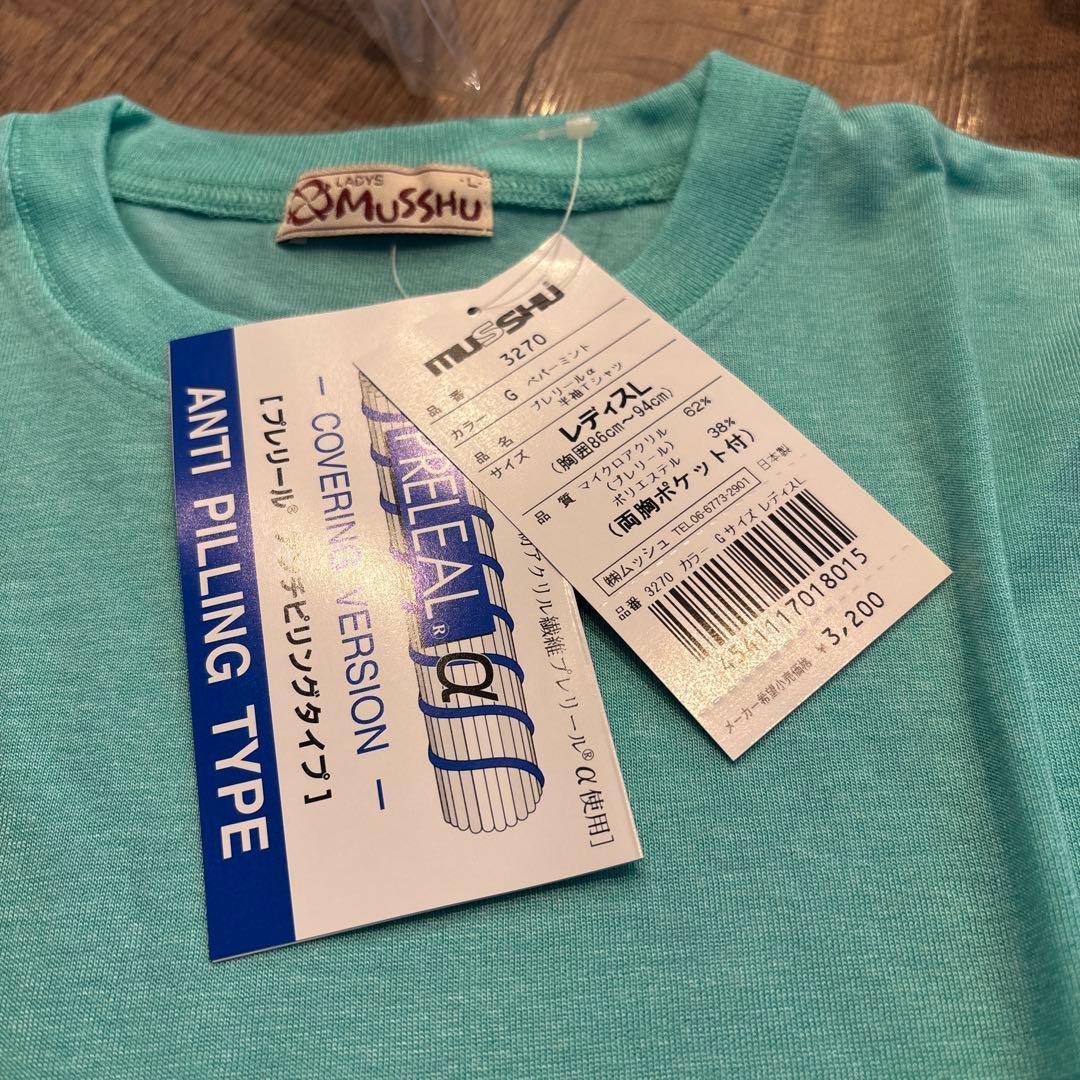 LADYS -L-
MUSSHU
ANTI PILLING TYPE
[プレリール® アンチピリングタイプ]
— COVERING VERSION —
PRELEAL® α
アクリル繊維プレリール®α使用]
musshu
品番 3270
カラー G ペパーミント
品名 プレリールα
半袖Tシャツ
サイズ レディスL
(胸囲86cm〜94cm)
品質 マイクロアクリル 62%
(プレリール)
ポリエステル 38%
(両胸ポケット付)
日本製
㈱ムッシュ TEL06-6773-2901
品番 3270 カラー G サイズ レディスL
4541117018015
メーカー希望小売価格 ¥3,200